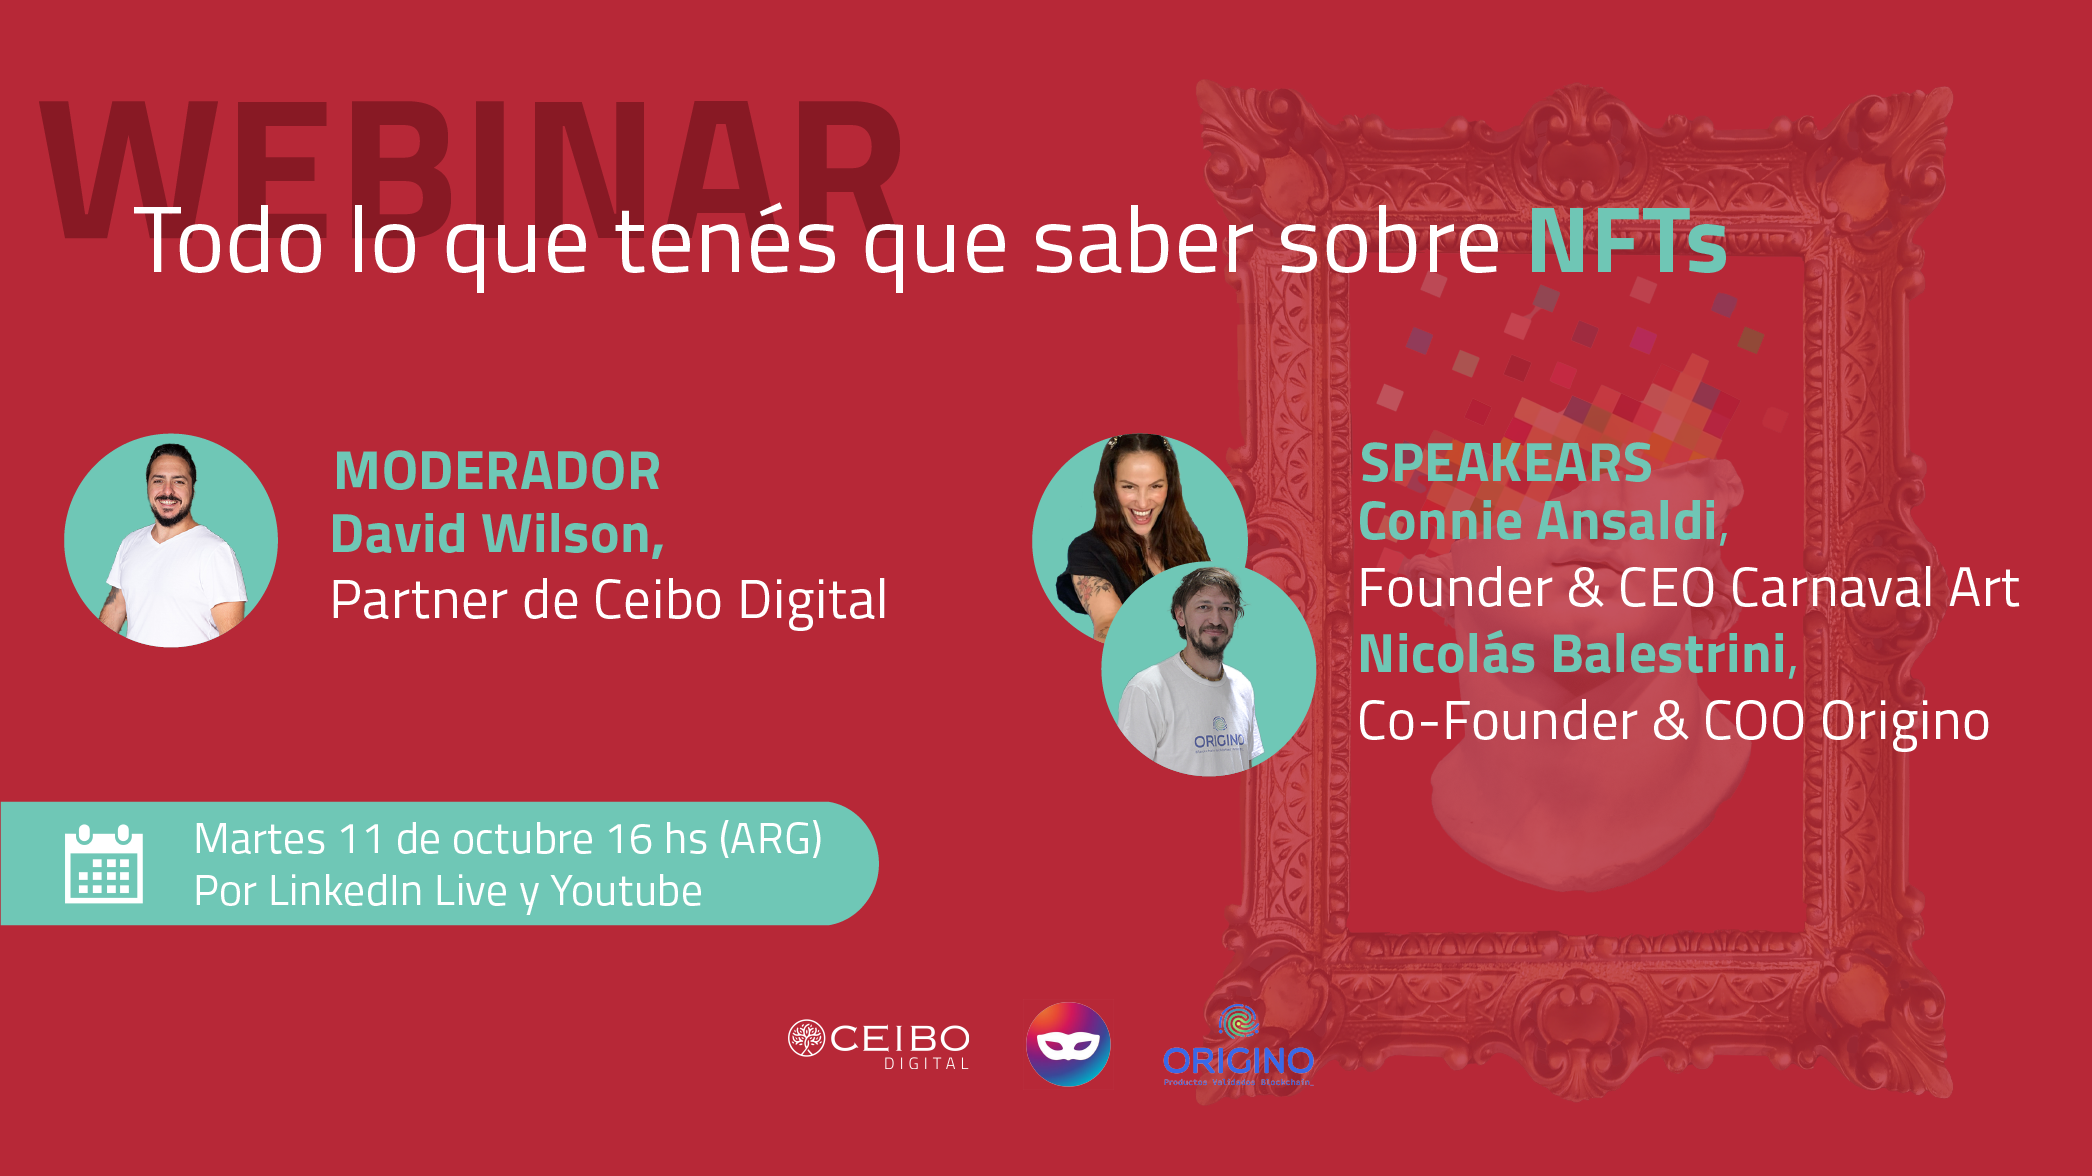 WEBINAR
Todo lo que tenés que saber sobre NFTs
MODERADOR
David Wilson,
Partner de Ceibo Digital
SPEAKEARS
Connie Ansaldi,
Founder & CEO Carnaval Art
Nicolás Balestrini,
Co-Founder & COO Origino
ORIGINO
Martes 11 de octubre 16 hs (ARG)
Por LinkedIn Live y Youtube
CEIBO
DIGITAL
ORIGINO
Productos Validados Blockchain